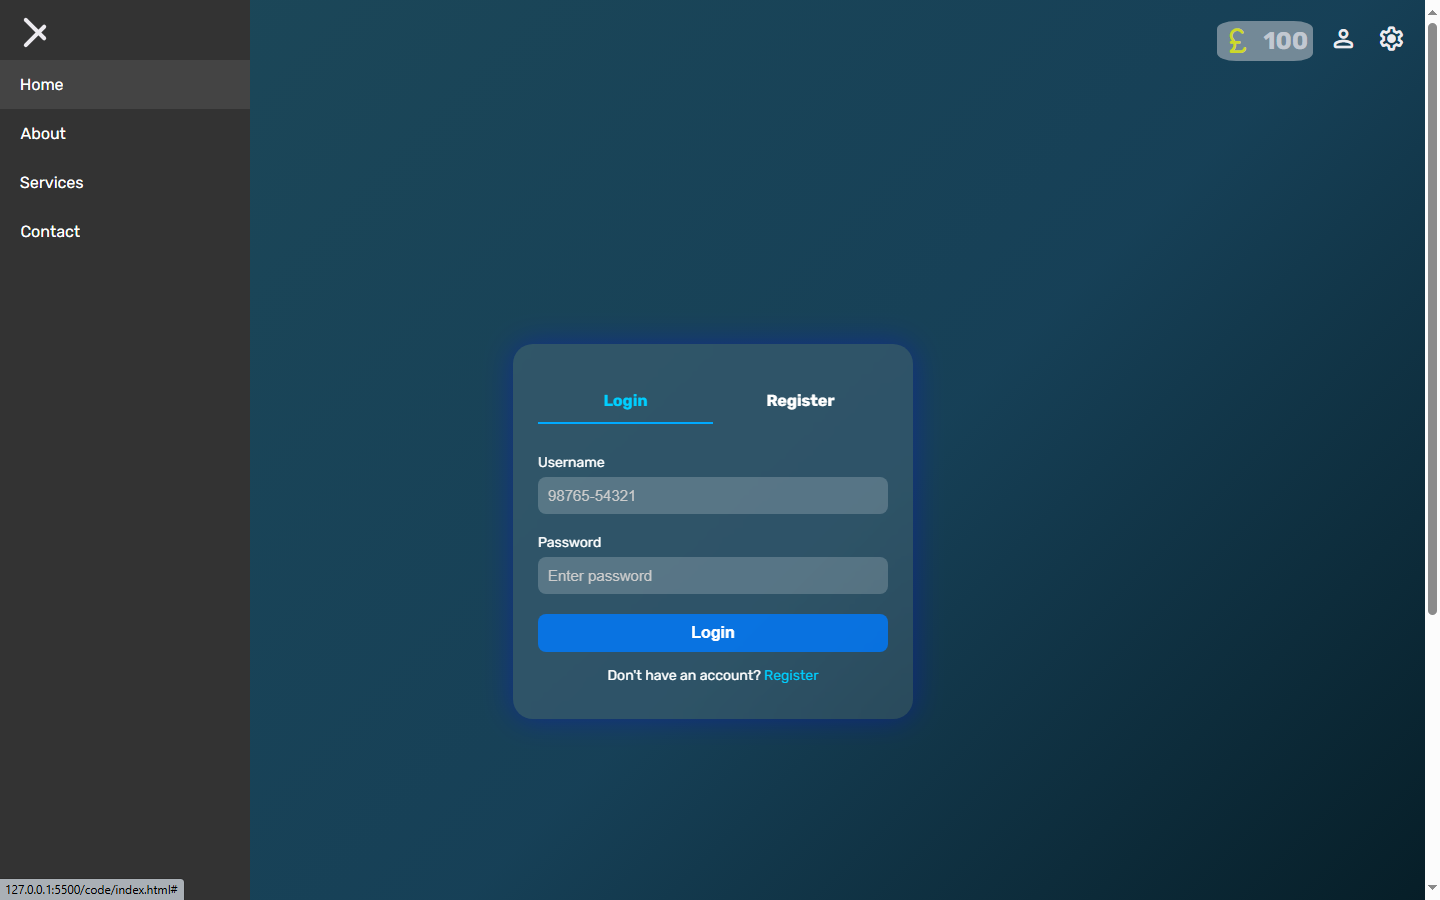 £ 100
Home
About
Services
Contact
Login Register
Username
98765-54321
Password
Enter password
Login
Don't have an account? Register
127.0.0.1:5500/code/index.html#